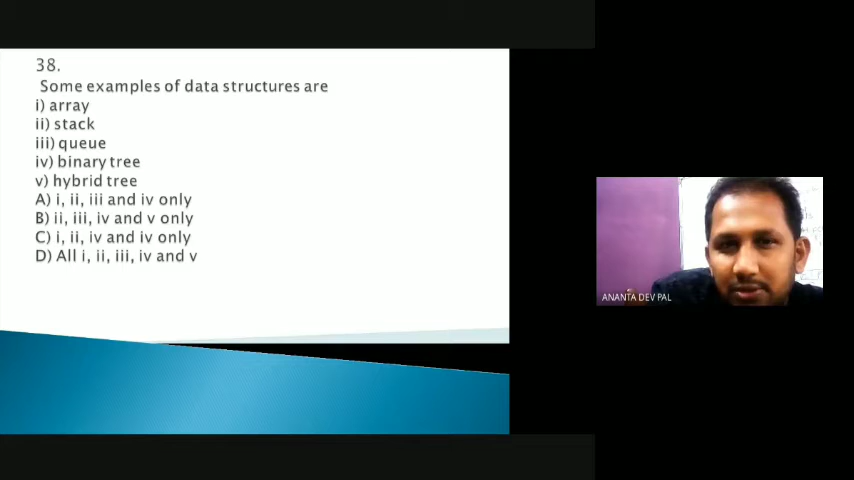 38.
Some examples of data structures are
i) array
ii) stack
iii) queue
iv) binary tree
v) hybrid tree
A) i, ii, iii and iv only
B) ii, iii, iv and v only
C) i, ii, iv and iv only
D) All i, ii, iii, iv and v
ANANTA DEV PAL